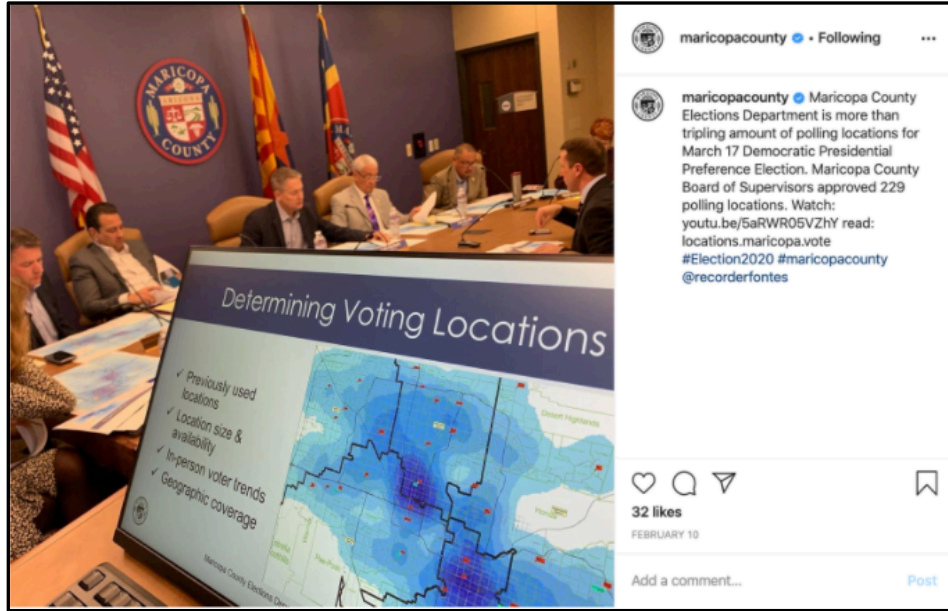 MARICOPA
ARIZONA
COUNTY
Determining Voting Locations
✓ Previously used
locations
✓ Location size &
availability
✓ In-person voter trends
✓ Geographic coverage
Desert Highlands
Maricopa County Elections
maricopacounty • Following
maricopacounty Maricopa County
Elections Department is more than
tripling amount of polling locations for
March 17 Democratic Presidential
Preference Election. Maricopa County
Board of Supervisors approved 229
polling locations. Watch:
youtu.be/5aRWR05VZhY read:
locations.maricopa.vote
#Election2020 #maricopacounty
@recorderfontes
32 likes
FEBRUARY 10
Add a comment...
Post